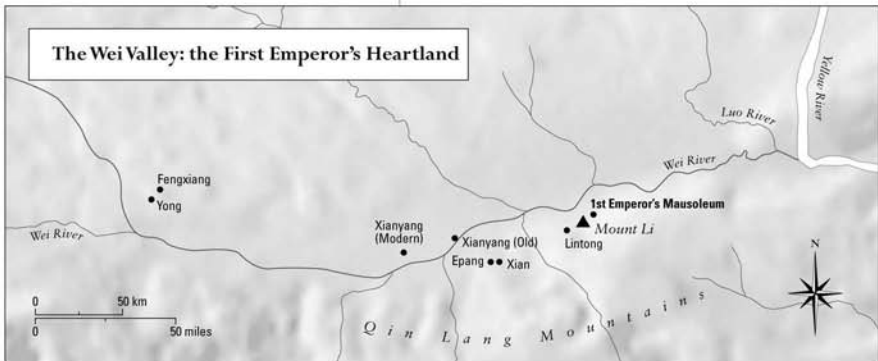 The Wei Valley: the First Emperor's Heartland
Yellow River
Luo River
Wei River
Fengxiang
Yong
1st Emperor's Mausoleum
Mount Li
Lintong
Wei River
Xianyang
(Modern)
Xianyang (Old)
Epang
Xian
N
0 50 km
0 50 miles
Qin Lang Mountains